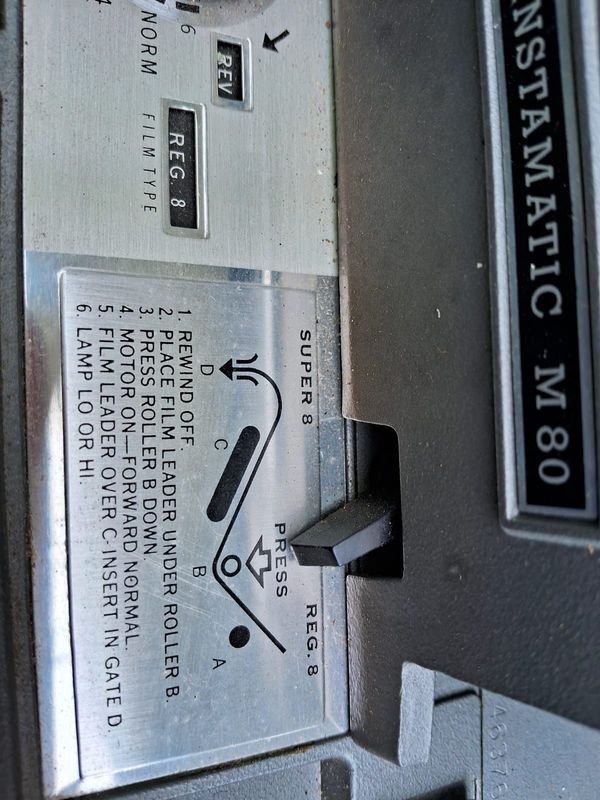 NSTAMATIC M 80
REV
6
NORM
REG. 8
FILM TYPE
SUPER 8
REG. 8
PRESS
A
B
C
D
1. REWIND OFF.
2. PLACE FILM LEADER UNDER ROLLER B.
3. PRESS ROLLER B DOWN.
4. MOTOR ON—FORWARD NORMAL.
5. FILM LEADER OVER C-INSERT IN GATE D.
6. LAMP LO OR HI.